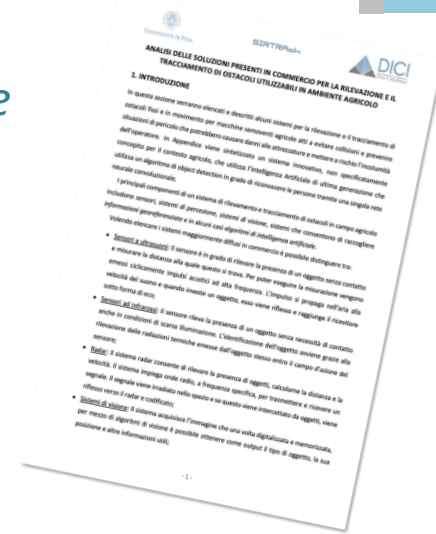 e
UNIVERSITÀ DI PISA
SIRTRAck
DICI
ANALISI DELLE SOLUZIONI PRESENTI IN COMMERCIO PER LA RILEVAZIONE E IL
TRACCIAMENTO DI OSTACOLI UTILIZZABILI IN AMBIENTE AGRICOLO
1. INTRODUZIONE
In questa sezione verranno elencati e descritti alcuni sistemi per la rilevazione e il tracciamento di
ostacoli fissi e in movimento per macchine semoventi agricole atti a evitare collisioni e prevenire
situazioni di pericolo che potrebbero causare danni alle attrezzature e mettere a rischio l'incolumità
dell'operatore. In Appendice viene sintetizzato un sistema innovativo, non specificatamente
concepito per il contesto agricolo, che utilizza l'Intelligenza Artificiale di ultima generazione che
utilizza un algoritmo di object detection in grado di riconoscere le persone tramite una singola rete
neurale convoluzionale.
I principali componenti di un sistema di rilevamento e tracciamento di ostacoli in campo agricolo
includono sensori, sistemi di percezione, sistemi di visione, sistemi che consentono di raccogliere
informazioni georeferenziate e in alcuni casi algoritmi di intelligenza artificiale.
Volendo elencare i sistemi maggiormente diffusi in commercio è possibile distinguere tra:
• Sensori a ultrasuoni: il sensore è in grado di rilevare la presenza di un oggetto senza contatto
e misurare la distanza alla quale questo si trova. Per poter eseguire la misurazione vengono
emessi ciclicamente impulsi acustici ad alta frequenza. L'impulso si propaga nell'aria alla
velocità del suono e quando investe un oggetto, esso viene riflesso e raggiunge il ricevitore
sotto forma di eco;
• Sensori ad infrarossi: il sensore rileva la presenza di un oggetto senza necessità di contatto
anche in condizioni di scarsa illuminazione. L'identificazione dell'oggetto avviene grazie alla
rilevazione delle radiazioni termiche emesse dall'oggetto stesso entro il campo d'azione del
sensore;
• Radar: il sistema radar consente di rilevare la presenza di oggetti, calcolarne la distanza e la
velocità. Il sistema impiega onde radio, a frequenza specifica, per trasmettere e ricevere un
segnale. Il segnale viene irradiato nello spazio e se questo viene intercettato da oggetti, viene
riflesso verso il radar e codificato;
• Sistemi di visione: il sistema acquisisce l'immagine che una volta digitalizzata e memorizzata,
per mezzo di algoritmi di visione è possibile ottenere come output il tipo di oggetto, la sua
posizione e altre informazioni utili;
- 1 -